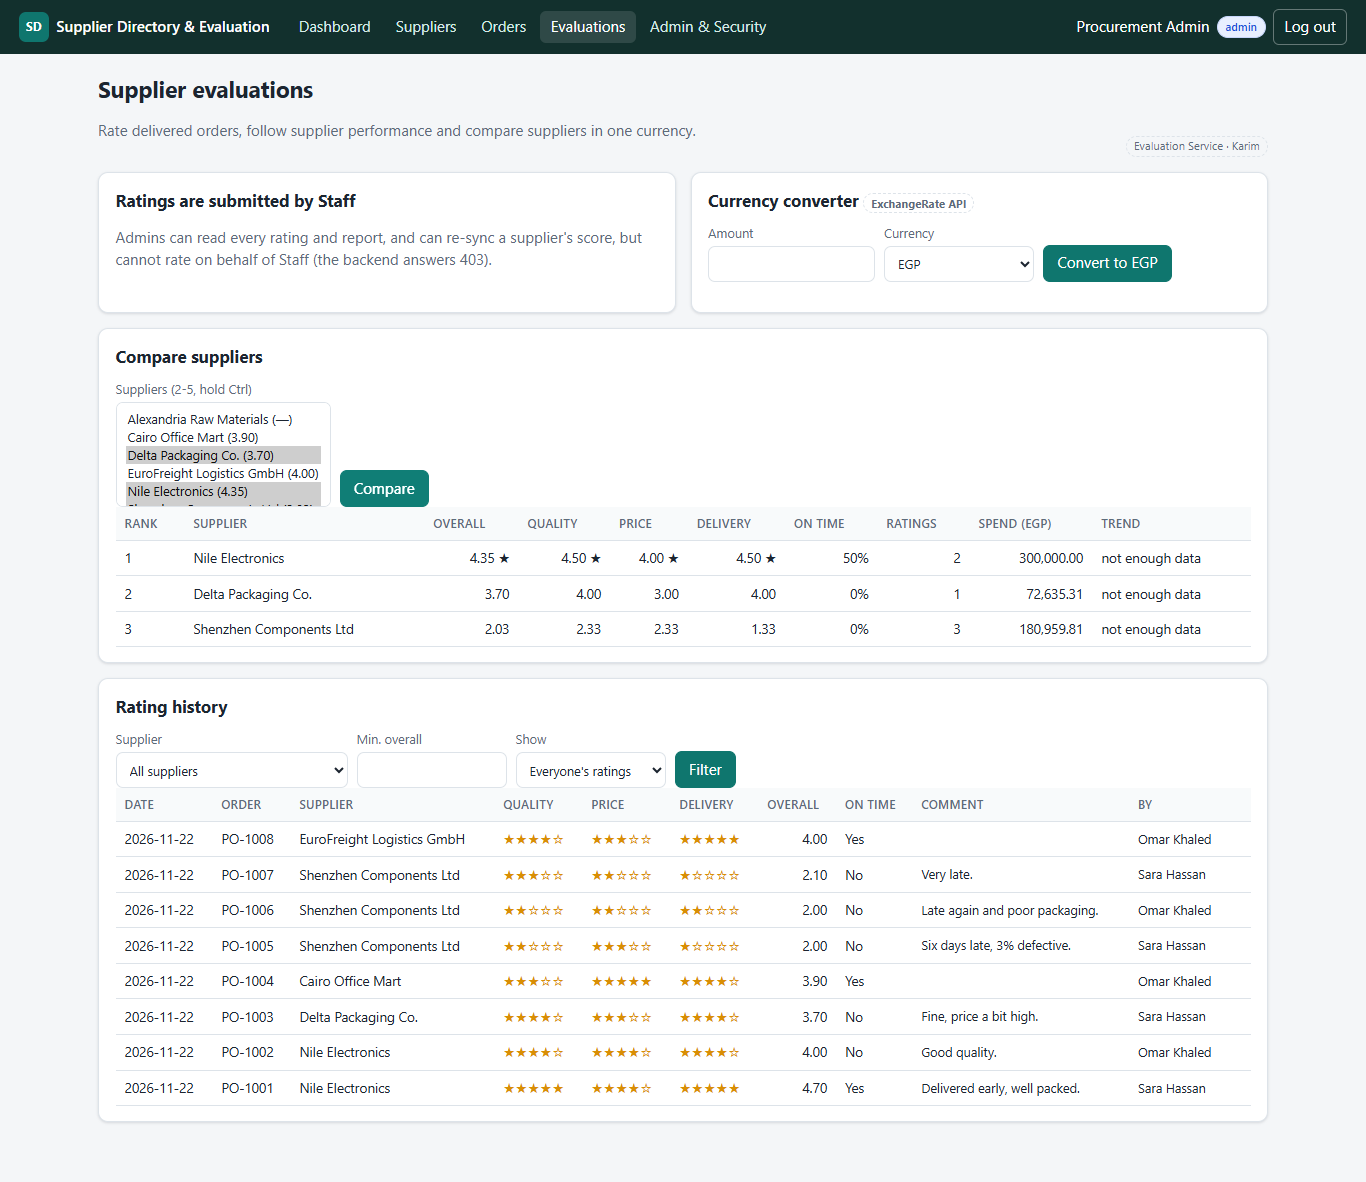 SD Supplier Directory & Evaluation Dashboard Suppliers Orders Evaluations Admin & Security Procurement Admin admin Log out
Supplier evaluations
Rate delivered orders, follow supplier performance and compare suppliers in one currency.
Evaluation Service · Karim
Ratings are submitted by Staff
Admins can read every rating and report, and can re-sync a supplier's score, but
cannot rate on behalf of Staff (the backend answers 403).
Currency converter ExchangeRate API
Amount Currency
EGP Convert to EGP
Compare suppliers
Suppliers (2-5, hold Ctrl)
Alexandria Raw Materials (—)
Cairo Office Mart (3.90)
Delta Packaging Co. (3.70)
EuroFreight Logistics GmbH (4.00)
Nile Electronics (4.35)
Compare
RANK SUPPLIER OVERALL QUALITY PRICE DELIVERY ON TIME RATINGS SPEND (EGP) TREND
1 Nile Electronics 4.35 ★ 4.50 ★ 4.00 ★ 4.50 ★ 50% 2 300,000.00 not enough data
2 Delta Packaging Co. 3.70 4.00 3.00 4.00 0% 1 72,635.31 not enough data
3 Shenzhen Components Ltd 2.03 2.33 2.33 1.33 0% 3 180,959.81 not enough data
Rating history
Supplier Min. overall Show
All suppliers Everyone's ratings Filter
DATE ORDER SUPPLIER QUALITY PRICE DELIVERY OVERALL ON TIME COMMENT BY
2026-11-22 PO-1008 EuroFreight Logistics GmbH ★★★★☆ ★★★☆☆ ★★★★★ 4.00 Yes Omar Khaled
2026-11-22 PO-1007 Shenzhen Components Ltd ★★★☆☆ ★★☆☆☆ ★☆☆☆☆ 2.10 No Very late. Sara Hassan
2026-11-22 PO-1006 Shenzhen Components Ltd ★★☆☆☆ ★★☆☆☆ ★★☆☆☆ 2.00 No Late again and poor packaging. Omar Khaled
2026-11-22 PO-1005 Shenzhen Components Ltd ★★☆☆☆ ★★★☆☆ ★☆☆☆☆ 2.00 No Six days late, 3% defective. Sara Hassan
2026-11-22 PO-1004 Cairo Office Mart ★★★☆☆ ★★★★★ ★★★★☆ 3.90 Yes Omar Khaled
2026-11-22 PO-1003 Delta Packaging Co. ★★★★☆ ★★★☆☆ ★★★★☆ 3.70 No Fine, price a bit high. Sara Hassan
2026-11-22 PO-1002 Nile Electronics ★★★★☆ ★★★★☆ ★★★★☆ 4.00 No Good quality. Omar Khaled
2026-11-22 PO-1001 Nile Electronics ★★★★★ ★★★★☆ ★★★★★ 4.70 Yes Delivered early, well packed. Sara Hassan